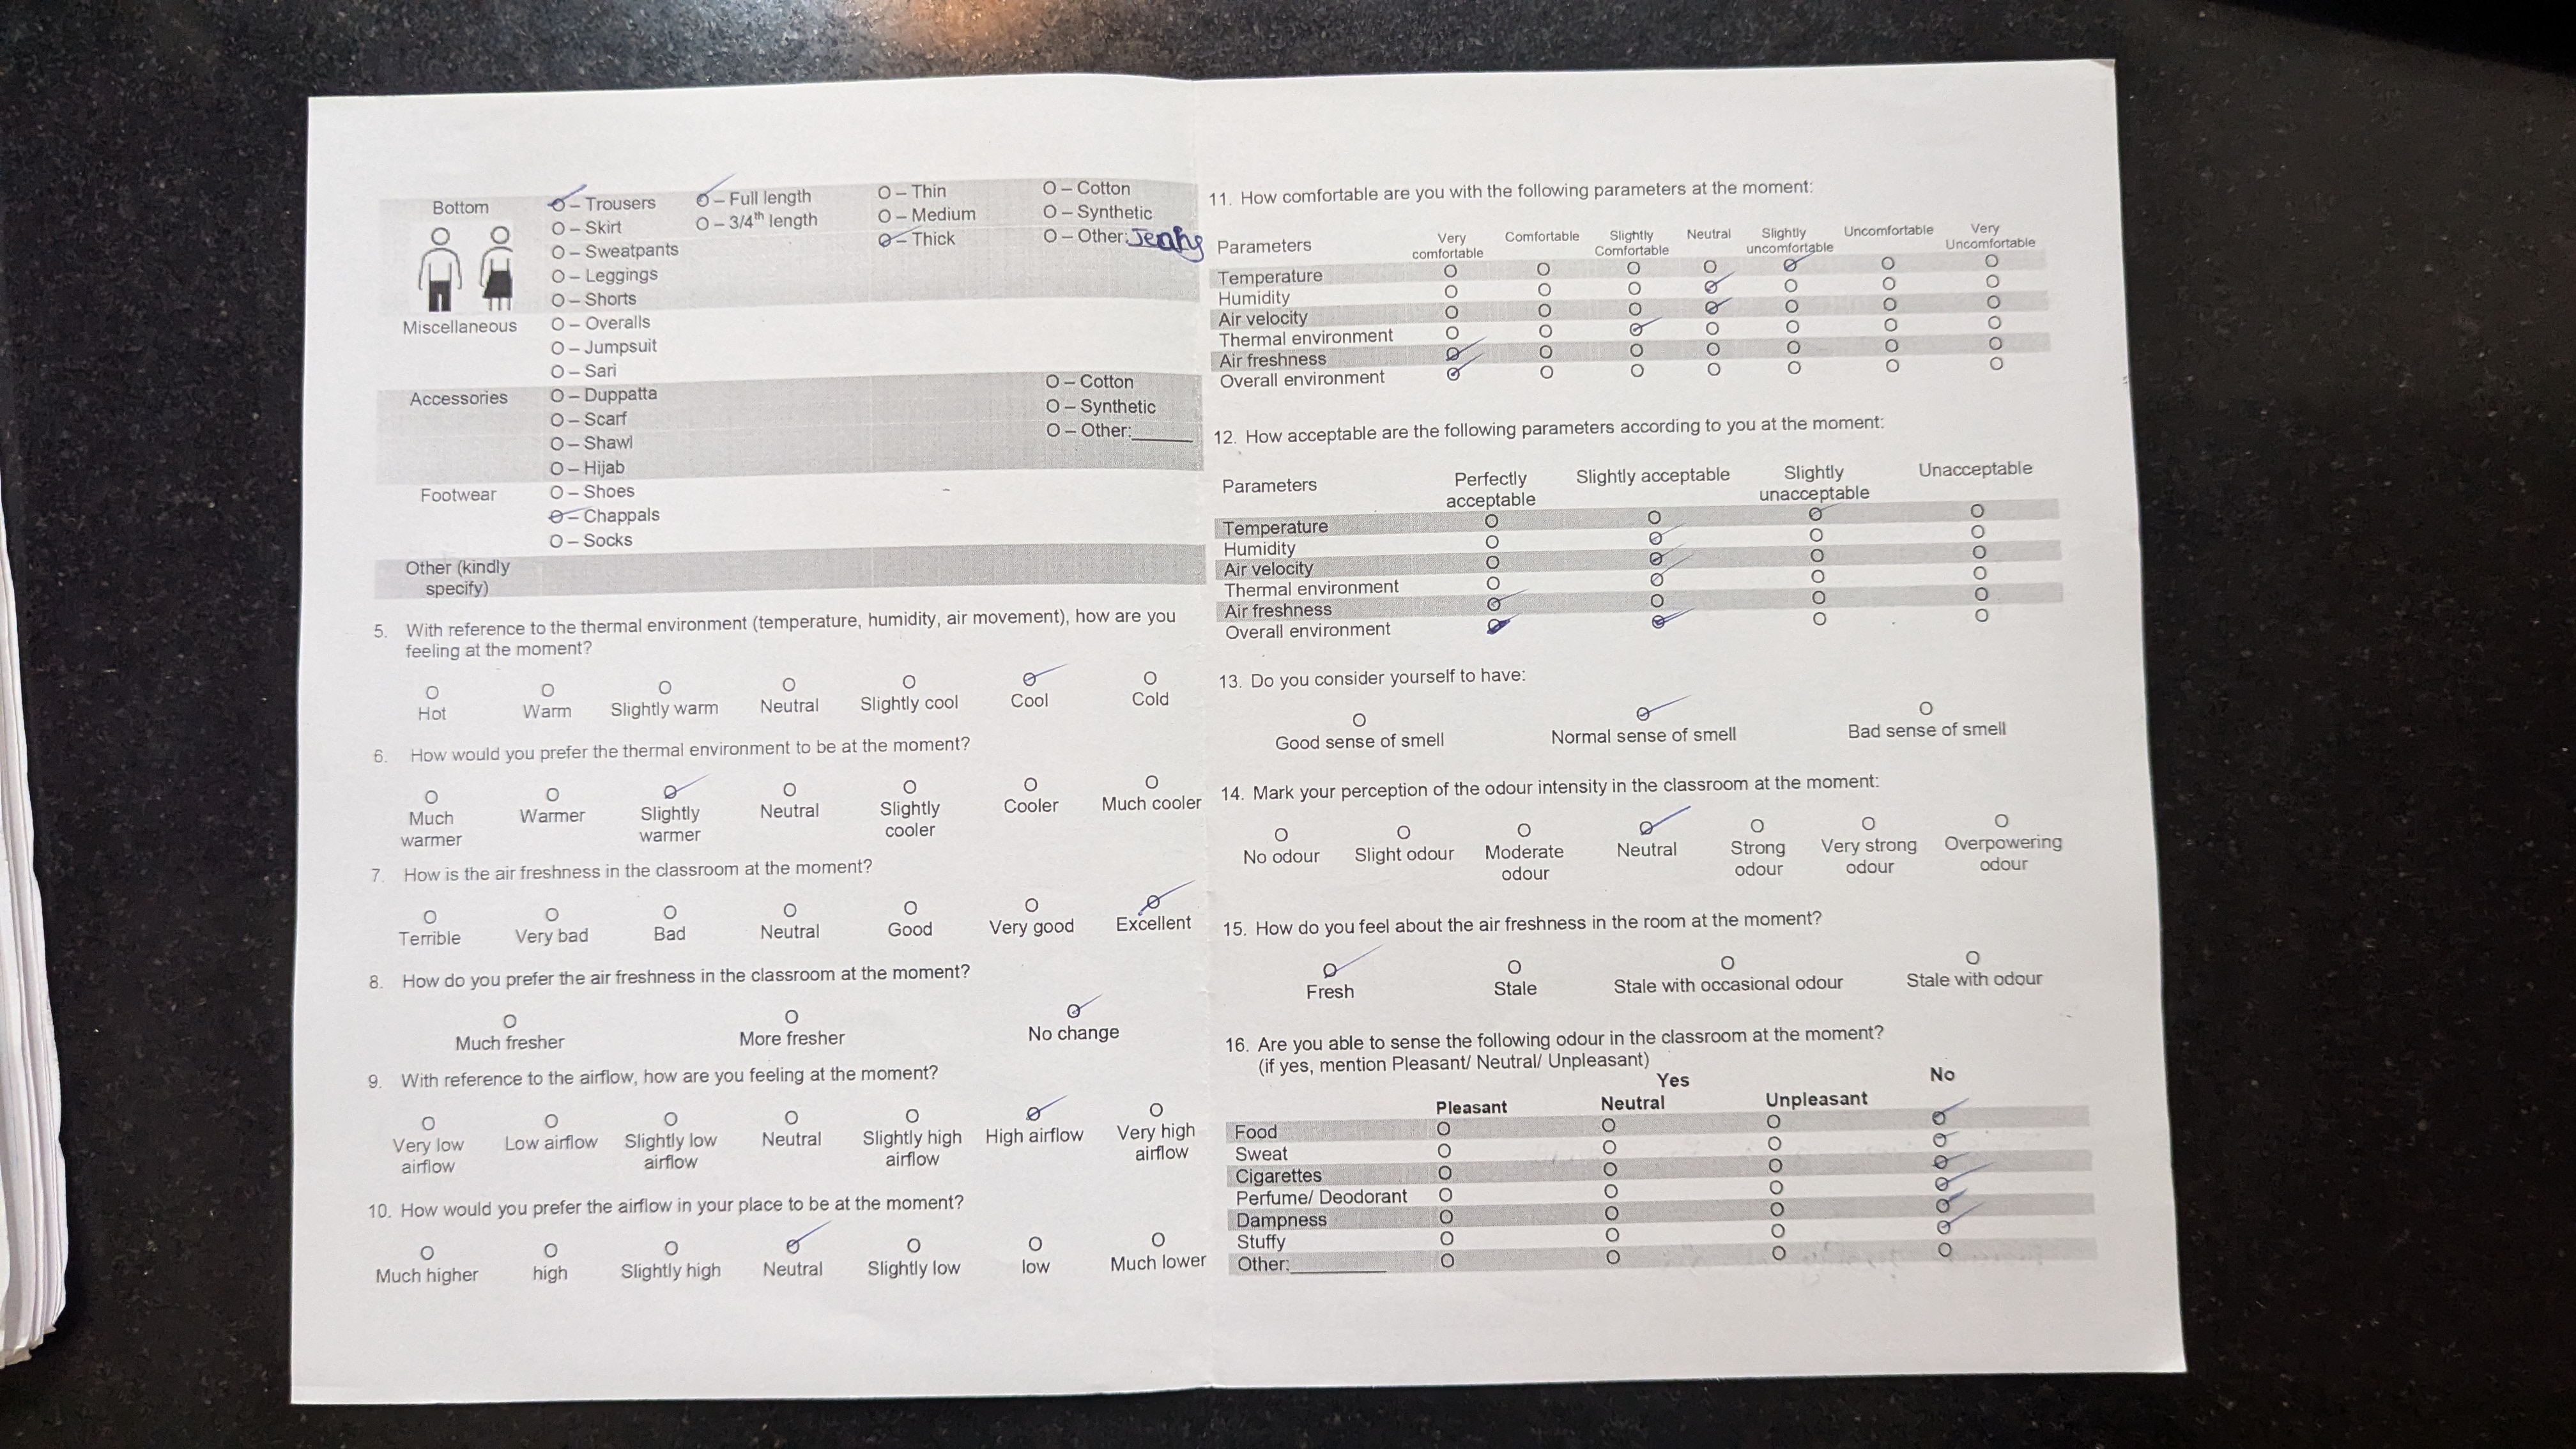 Bottom
O – Trousers
O – Skirt
O – Sweatpants
O – Leggings
O – Shorts
O – Full length
O – 3/4th length
O – Thin
O – Medium
O – Thick
O – Cotton
O – Synthetic
O – Other: Jeans
Miscellaneous
O – Overalls
O – Jumpsuit
O – Sari
Accessories
O – Duppatta
O – Scarf
O – Shawl
O – Hijab
O – Cotton
O – Synthetic
O – Other:______
Footwear
O – Shoes
O – Chappals
O – Socks
Other (kindly
specify)
5. With reference to the thermal environment (temperature, humidity, air movement), how are you
feeling at the moment?
O O O O O O O
Hot Warm Slightly warm Neutral Slightly cool Cool Cold
6. How would you prefer the thermal environment to be at the moment?
O O O O O O O
Much Warmer Slightly Neutral Slightly Cooler Much cooler
warmer warmer cooler
7. How is the air freshness in the classroom at the moment?
O O O O O O O
Terrible Very bad Bad Neutral Good Very good Excellent
8. How do you prefer the air freshness in the classroom at the moment?
O O O
Much fresher More fresher No change
9. With reference to the airflow, how are you feeling at the moment?
O O O O O O O
Very low Low airflow Slightly low Neutral Slightly high High airflow Very high
airflow airflow airflow airflow
10. How would you prefer the airflow in your place to be at the moment?
O O O O O O O
Much higher high Slightly high Neutral Slightly low low Much lower
11. How comfortable are you with the following parameters at the moment:
Parameters Very Comfortable Slightly Neutral Slightly Uncomfortable Very
comfortable Comfortable uncomfortable Uncomfortable
Temperature O O O O O O O
Humidity O O O O O O O
Air velocity O O O O O O O
Thermal environment O O O O O O O
Air freshness O O O O O O O
Overall environment O O O O O O O
12. How acceptable are the following parameters according to you at the moment:
Parameters Perfectly Slightly acceptable Slightly Unacceptable
acceptable unacceptable
Temperature O O O O
Humidity O O O O
Air velocity O O O O
Thermal environment O O O O
Air freshness O O O O
Overall environment O O O O
13. Do you consider yourself to have:
O O O
Good sense of smell Normal sense of smell Bad sense of smell
14. Mark your perception of the odour intensity in the classroom at the moment:
O O O O O O O
No odour Slight odour Moderate Neutral Strong Very strong Overpowering
odour odour odour odour
15. How do you feel about the air freshness in the room at the moment?
O O O O
Fresh Stale Stale with occasional odour Stale with odour
16. Are you able to sense the following odour in the classroom at the moment?
(if yes, mention Pleasant/ Neutral/ Unpleasant)
Yes No
Pleasant Neutral Unpleasant
Food O O O O
Sweat O O O O
Cigarettes O O O O
Perfume/ Deodorant O O O O
Dampness O O O O
Stuffy O O O O
Other:__________ O O O O